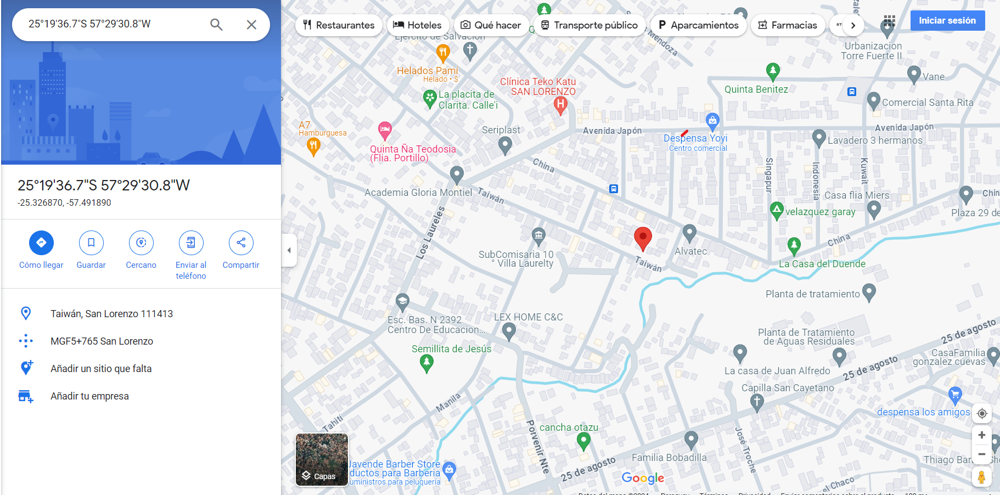 25°19'36.7"S 57°29'30.8"W
25°19'36.7"S 57°29'30.8"W
-25.326870, -57.491890
Cómo llegar
Guardar
Cercano
Enviar al
teléfono
Compartir
Taiwán, San Lorenzo 111413
MGF5+765 San Lorenzo
Añadir un sitio que falta
Añadir tu empresa
Restaurantes
Hoteles
Qué hacer
Transporte público
P Aparcamientos
Farmacias
Iniciar sesión
Ejercito de Salvación
Mendoza
Urbanizacion
Torre Fuerte II
Helados Pamí
Helado • $
Clínica Teko Katu
SAN LORENZO
Vane
Quinta Benitez
La placita de
Clarita. Calle'i
Comercial Santa Rita
A7
Hamburguesa
Seriplast
Avenida Japón
Avenida Japón
Despensa Yoyi
Centro comercial
Lavadero 3 hermanos
Quinta Ña Teodosia
(Flia. Portillo)
China
Singapur
Indonesia
Kuwait
Academia Gloria Montiel
Taiwán
Casa flia Miers
Chin
velazquez garay
Plaza 29 de
Los Laureles
China
SubComisaria 10
° Villa Laurelty
Alvatec
Taiwán
La Casa del Duende
Planta de tratamiento
Esc. Bas. N 2392
Centro De Educacion...
LEX HOME C&C
Planta de Tratamiento
de Aguas Residuales
25 de agosto
Semillita de Jesús
CasaFamilia
gonzalez cuevas
La casa de Juan Alfredo
25 de agosto
Capilla San Cayetano
Manila
despensa los amigos
Tahiti
cancha otazu
Porvenir Nte
José Troche
Familia Bobadilla
Thiago Bar
25 de agosto
Javende Barber Store
ductos para Barberia
uministros para peluquería
Capas
Google
el Chaco